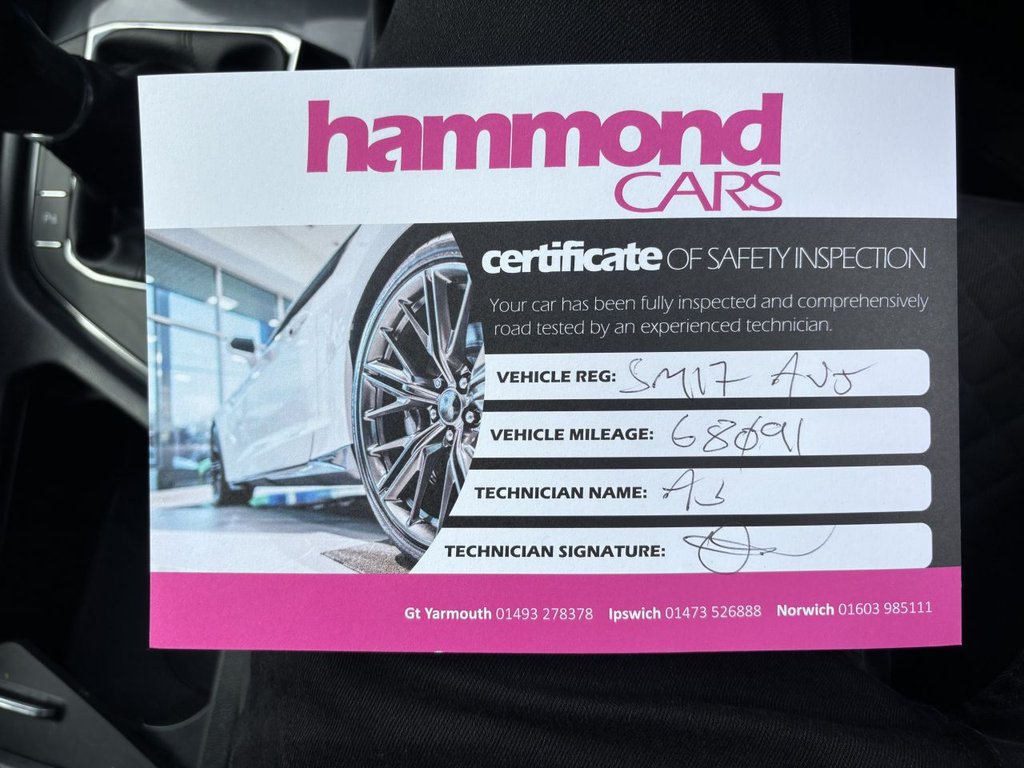 hammond
CARS
certificate OF SAFETY INSPECTION
Your car has been fully inspected and comprehensively
road tested by an experienced technician.
VEHICLE REG: SM17
VEHICLE MILEAGE: 68091
TECHNICIAN NAME:
TECHNICIAN SIGNATURE:
Gt Yarmouth 01493 278378 Ipswich 01473 526888 Norwich 01603 985111